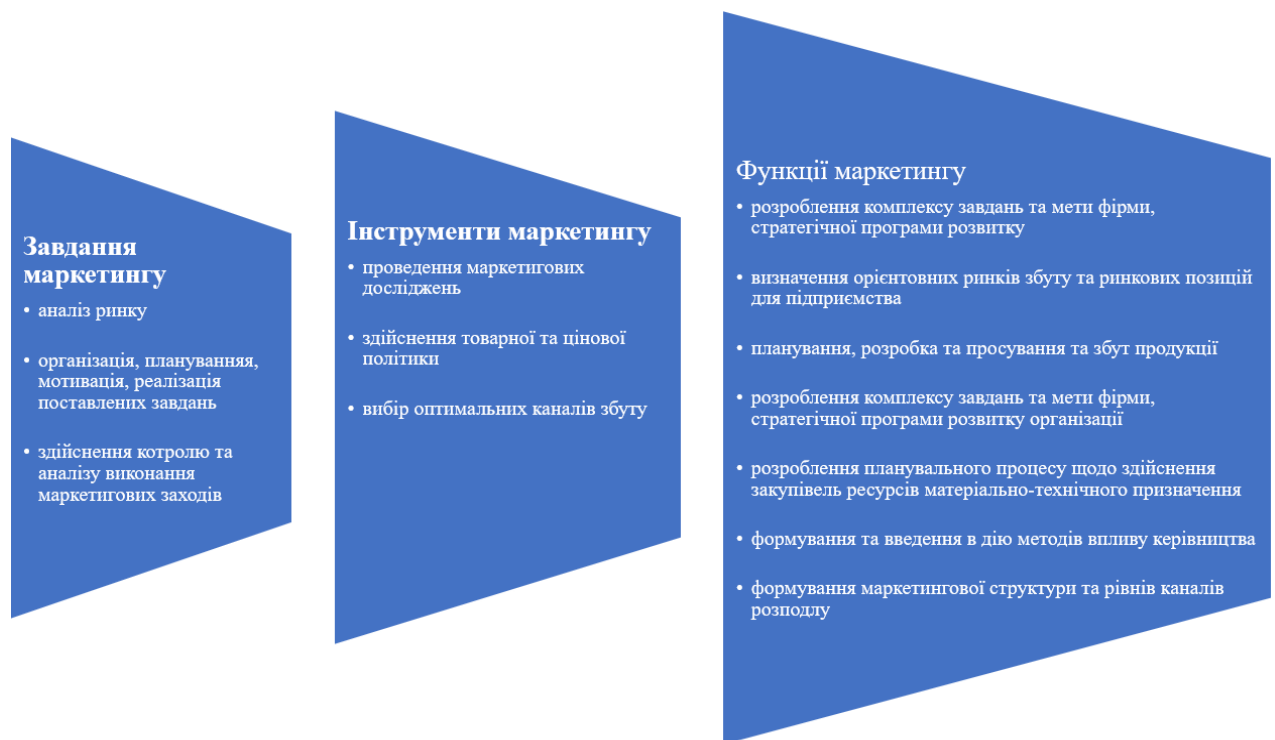 Завдання
маркетингу
• аналіз ринку
• організація, плануванняя,
мотивація, реалізація
поставлених завдань
• здійснення котролю та
аналізу виконання
маркетигових заходів
Інструменти маркетингу
• проведення маркетигових
досліджень
• здійснення товарної та цінової
політики
• вибір оптимальних каналів збуту
Функції маркетингу
• розроблення комплексу завдань та мети фірми,
стратегічної програми розвитку
• визначення орієнтовних ринків збуту та ринкових позицій
для підприємства
• планування, розробка та просування та збут продукції
• розроблення комплексу завдань та мети фірми,
стратегічної програми розвитку організації
• розроблення планувального процесу щодо здійснення
закупівель ресурсів матеріально-технічного призначення
• формування та введення в дію методів впливу керівництва
• формування маркетингової структури та рівнів каналів
розподлу